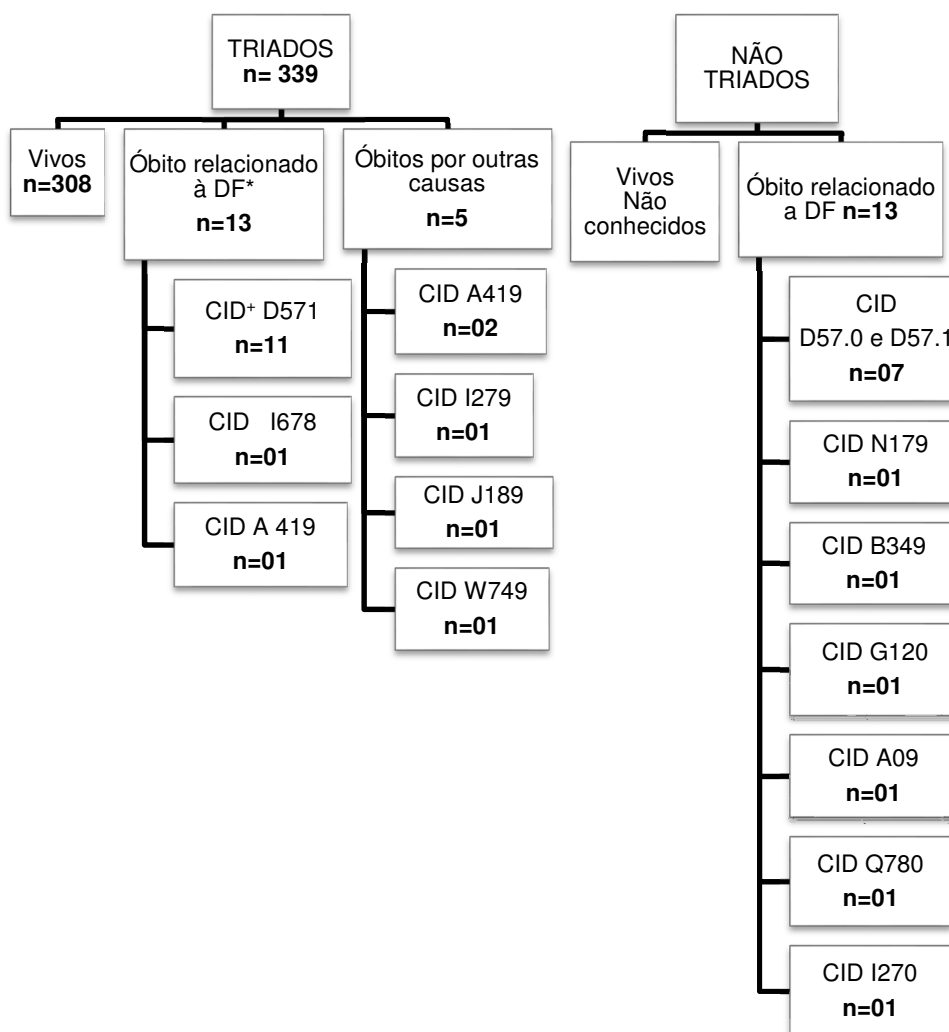 TRIADOS
n= 339
Vivos
n=308
Óbito relacionado
à DF*
n=13
Óbitos por outras
causas
n=5
CID+ D571
n=11
CID I678
n=01
CID A 419
n=01
CID A419
n=02
CID I279
n=01
CID J189
n=01
CID W749
n=01
NÃO
TRIADOS
Vivos
Não
conhecidos
Óbito relacionado
a DF n=13
CID
D57.0 e D57.1
n=07
CID N179
n=01
CID B349
n=01
CID G120
n=01
CID A09
n=01
CID Q780
n=01
CID I270
n=01